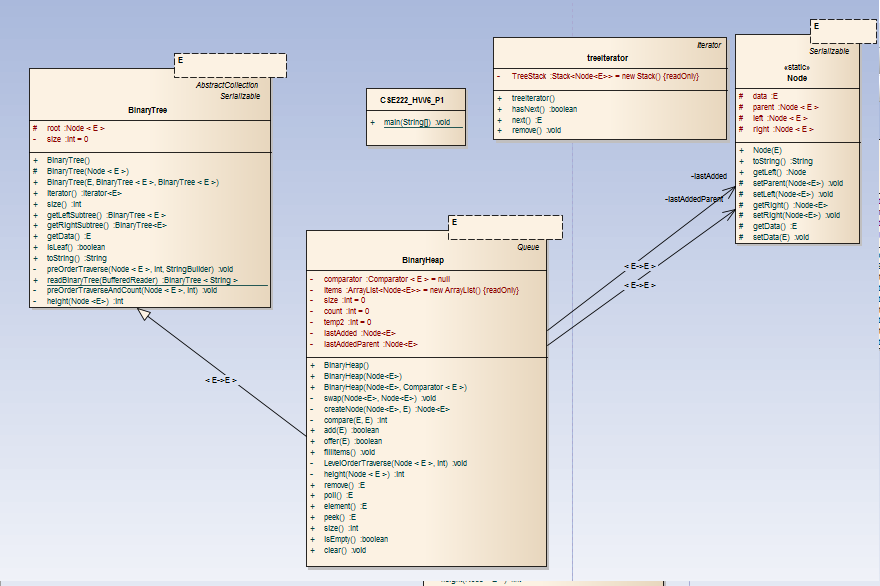 E
AbstractCollection
Serializable
BinaryTree
# root :Node < E >
- size :int = 0
+ BinaryTree()
# BinaryTree(Node < E >)
+ BinaryTree(E, BinaryTree < E >, BinaryTree < E >)
+ iterator() :Iterator<E>
+ size() :int
+ getLeftSubtree() :BinaryTree < E >
+ getRightSubtree() :BinaryTree<E>
+ getData() :E
+ isLeaf() :boolean
+ toString() :String
- preOrderTraverse(Node < E >, int, StringBuilder) :void
+ readBinaryTree(BufferedReader) :BinaryTree < String >
- preOrderTraverseAndCount(Node < E >, int) :void
- height(Node <E>) :int
CSE222_HW6_P1
+ main(String[]) :void
Iterator
treeIterator
- TreeStack :Stack<Node<E>> = new Stack() {readOnly}
+ treeIterator()
+ hasNext() :boolean
+ next() :E
+ remove() :void
E
Serializable
«static»
Node
# data :E
# parent :Node < E >
# left :Node < E >
# right :Node < E >
+ Node(E)
+ toString() :String
# getLeft() :Node
# setParent(Node<E>) :void
# setLeft(Node<E>) :void
# getRight() :Node<E>
# setRight(Node<E>) :void
# getData() :E
# setData(E) :void
-lastAdded
-lastAddedParent
< E->E >
< E->E >
< E->E >
E
Queue
BinaryHeap
- comparator :Comparator < E > = null
- items :ArrayList<Node<E>> = new ArrayList() {readOnly}
- size :int = 0
- count :int = 0
- temp2 :int = 0
- lastAdded :Node<E>
- lastAddedParent :Node<E>
+ BinaryHeap()
+ BinaryHeap(Node<E>)
+ BinaryHeap(Node<E>, Comparator < E >)
- swap(Node<E>, Node<E>) :void
- createNode(Node<E>, E) :Node<E>
- compare(E, E) :int
+ add(E) :boolean
+ offer(E) :boolean
+ fillItems() :void
- LevelOrderTraverse(Node < E >, int) :void
- height(Node < E >) :int
+ remove() :E
+ poll() :E
+ element() :E
+ peek() :E
+ size() :int
+ isEmpty() :boolean
+ clear() :void